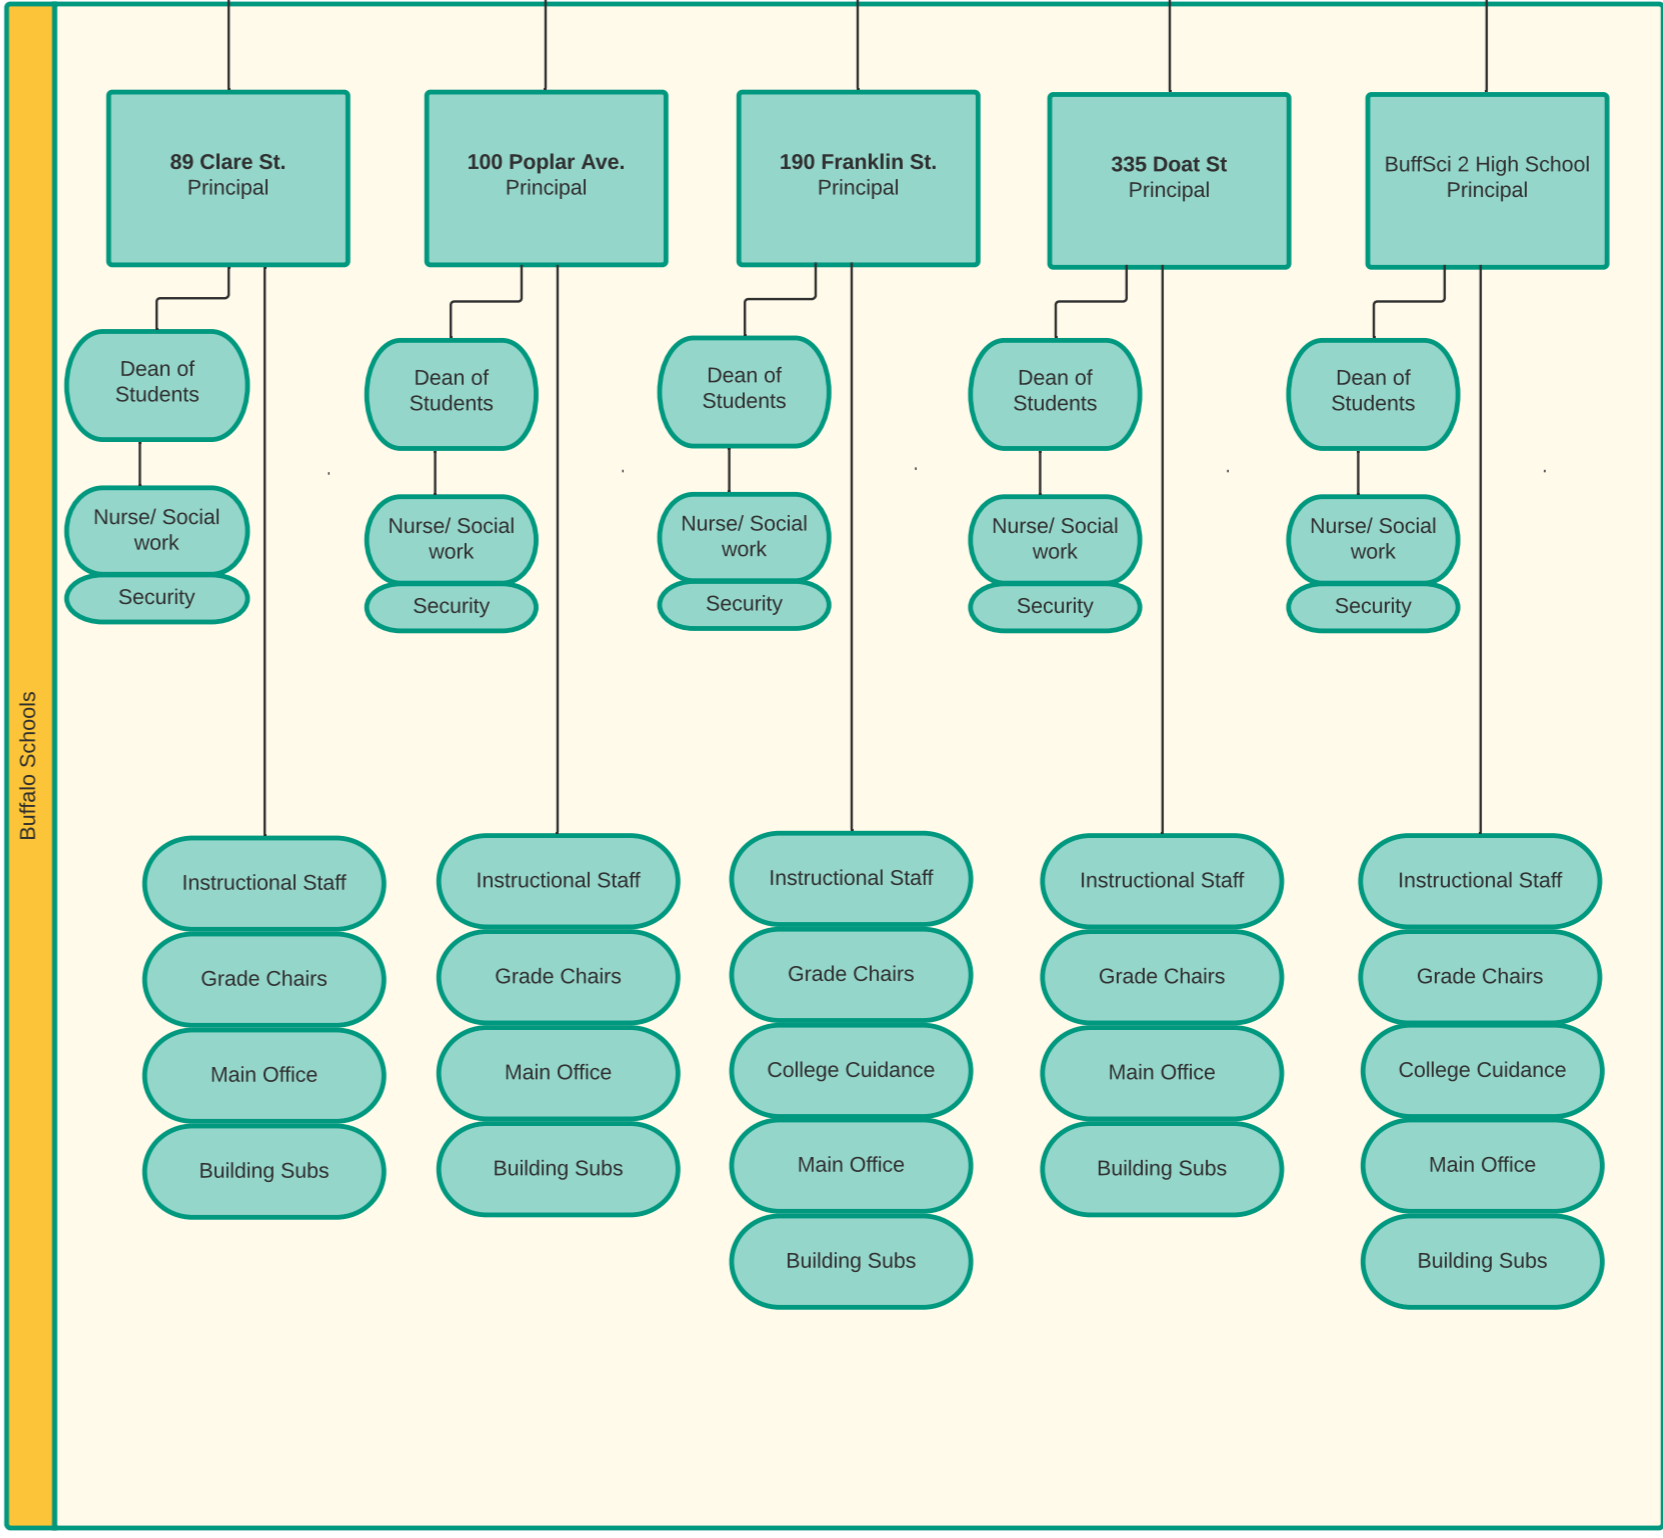 Buffalo Schools
89 Clare St.
Principal
100 Poplar Ave.
Principal
190 Franklin St.
Principal
335 Doat St
Principal
BuffSci 2 High School
Principal
Dean of
Students
Dean of
Students
Dean of
Students
Dean of
Students
Dean of
Students
Nurse/ Social
work
Nurse/ Social
work
Nurse/ Social
work
Nurse/ Social
work
Nurse/ Social
work
Security
Security
Security
Security
Security
Instructional Staff
Grade Chairs
Main Office
Building Subs
Instructional Staff
Grade Chairs
Main Office
Building Subs
Instructional Staff
Grade Chairs
College Cuidance
Main Office
Building Subs
Instructional Staff
Grade Chairs
Main Office
Building Subs
Instructional Staff
Grade Chairs
College Cuidance
Main Office
Building Subs